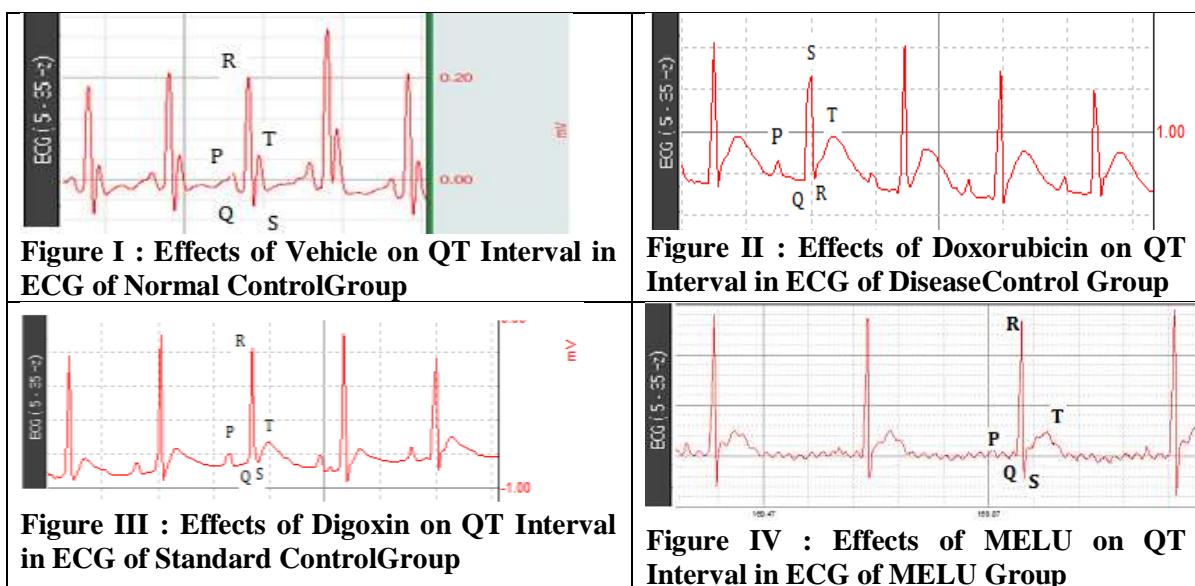 ECG ( 5 - 35 -z)
R
T
P
Q
S
0.20
0.00
mV
Figure I : Effects of Vehicle on QT Interval in
ECG of Normal ControlGroup
ECG ( 5 - 35 -z)
S
T
P
Q
R
1.00
Figure II : Effects of Doxorubicin on QT
Interval in ECG of DiseaseControl Group
ECG ( 5 - 35 -z)
R
P
T
Q
S
mV
-1.00
Figure III : Effects of Digoxin on QT Interval
in ECG of Standard ControlGroup
ECG ( 5 - 35 -z)
R
T
P
Q
S
Figure IV : Effects of MELU on QT
Interval in ECG of MELU Group